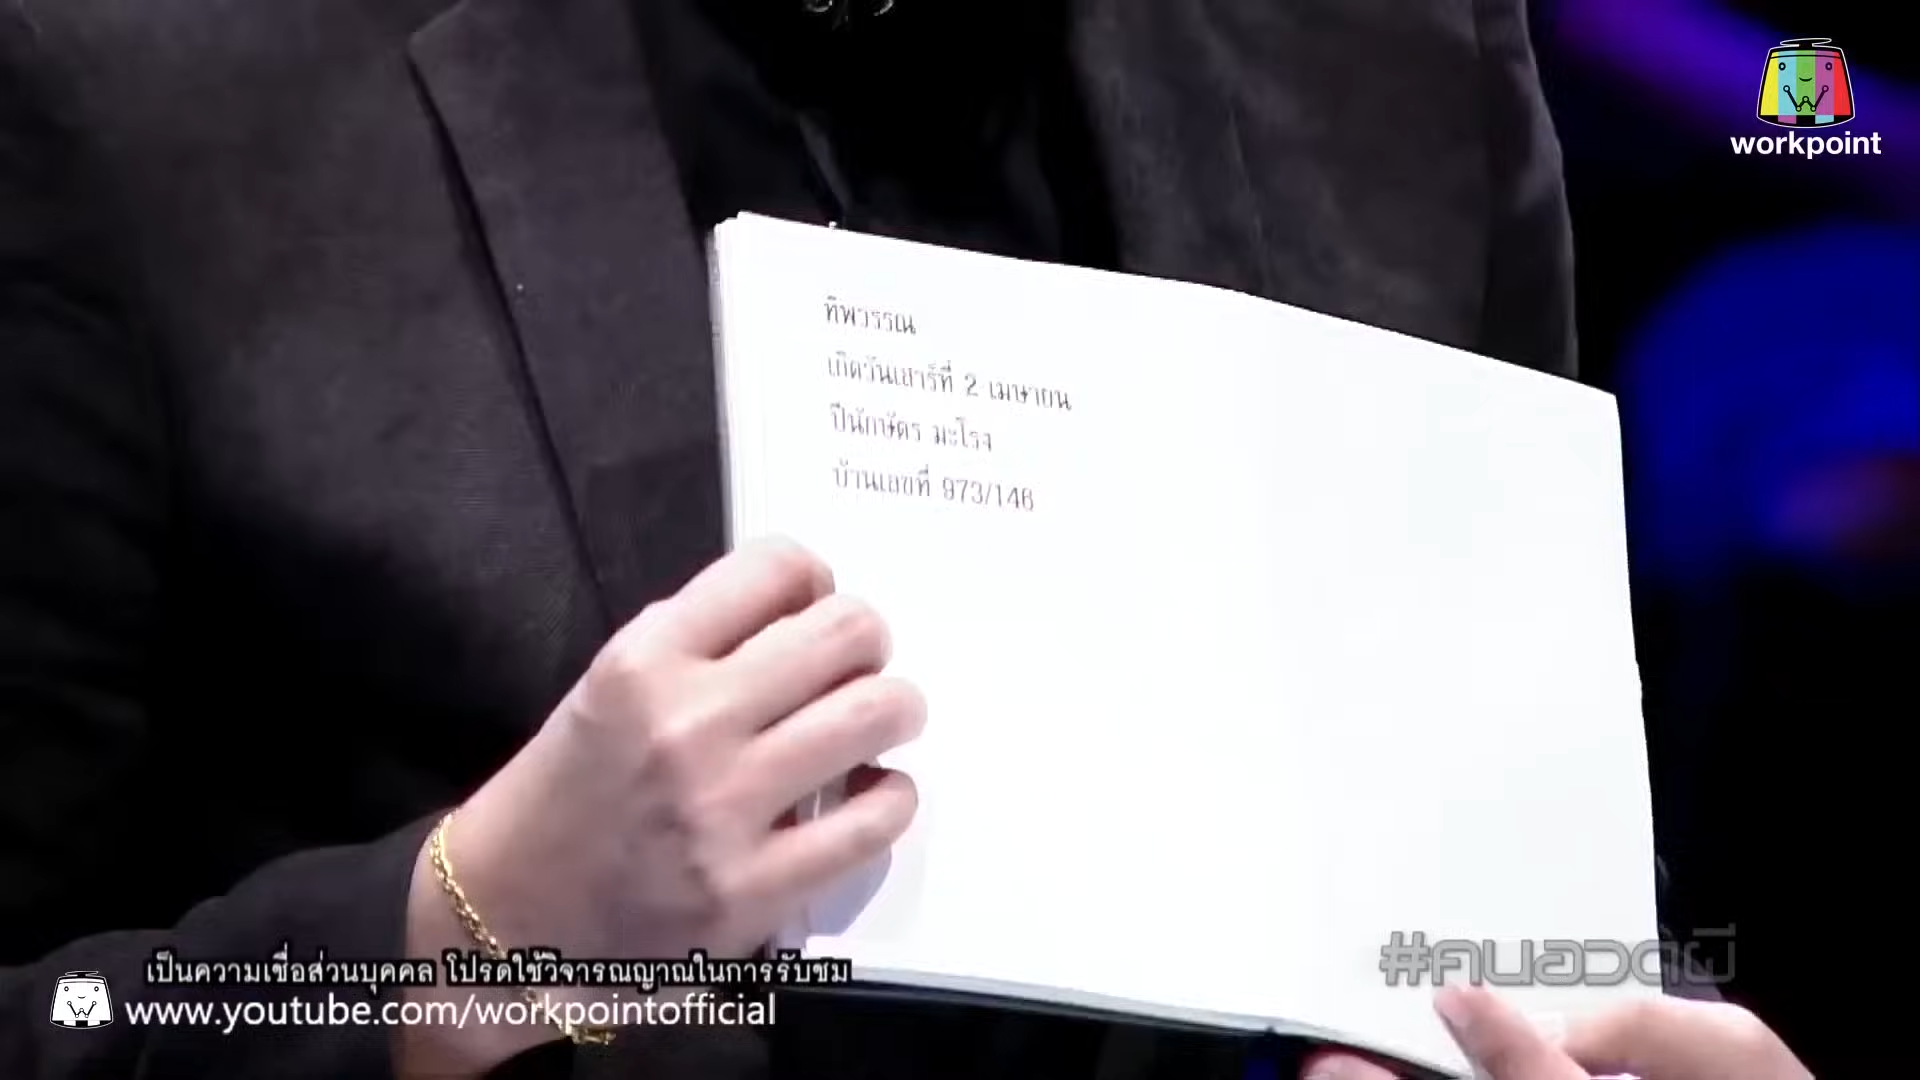 workpoint
ทิพวรรณ
เกิดวันเสาร์ที่ 2 เมษายน
ปีนักษัตร มะโรง
บ้านเลขที่ 973/146
#คนอวดผี
เป็นความเชื่อส่วนบุคคล โปรดใช้วิจารณญาณในการรับชม
www.youtube.com/workpointofficial